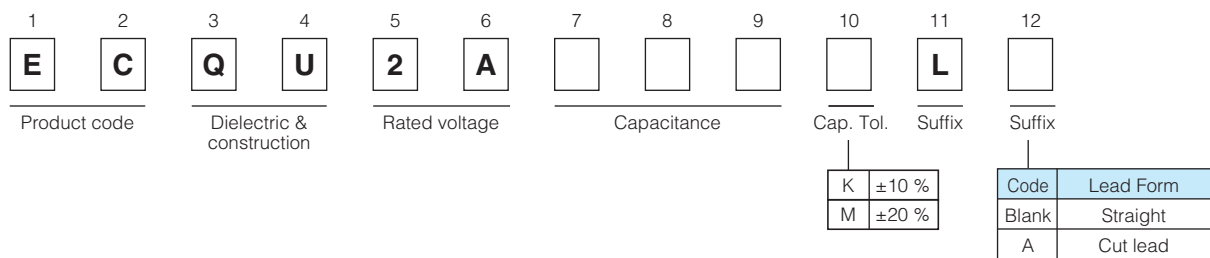 1 2 3 4 5 6 7 8 9 10 11 12
E C Q U 2 A L
Product code Dielectric & construction Rated voltage Capacitance Cap. Tol. Suffix Suffix
K ±10 %
M ±20 %
Code Lead Form
Blank Straight
A Cut lead